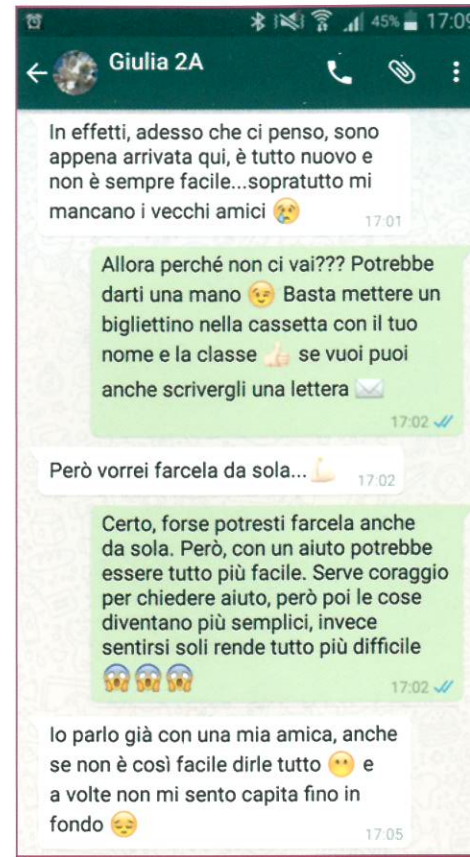 45% 17:09
Giulia 2A
In effetti, adesso che ci penso, sono
appena arrivata qui, è tutto nuovo e
non è sempre facile...sopratutto mi
mancano i vecchi amici 😢
17:01
Allora perché non ci vai??? Potrebbe
darti una mano 😉 Basta mettere un
bigliettino nella cassetta con il tuo
nome e la classe 👍 se vuoi puoi
anche scrivergli una lettera ✉️
17:02
Però vorrei farcela da sola...💪
17:02
Certo, forse potresti farcela anche
da sola. Però, con un aiuto potrebbe
essere tutto più facile. Serve coraggio
per chiedere aiuto, però poi le cose
diventano più semplici, invece
sentirsi soli rende tutto più difficile
😱😱😱
17:02
Io parlo già con una mia amica, anche
se non è così facile dirle tutto 😶 e
a volte non mi sento capita fino in
fondo 😔
17:05